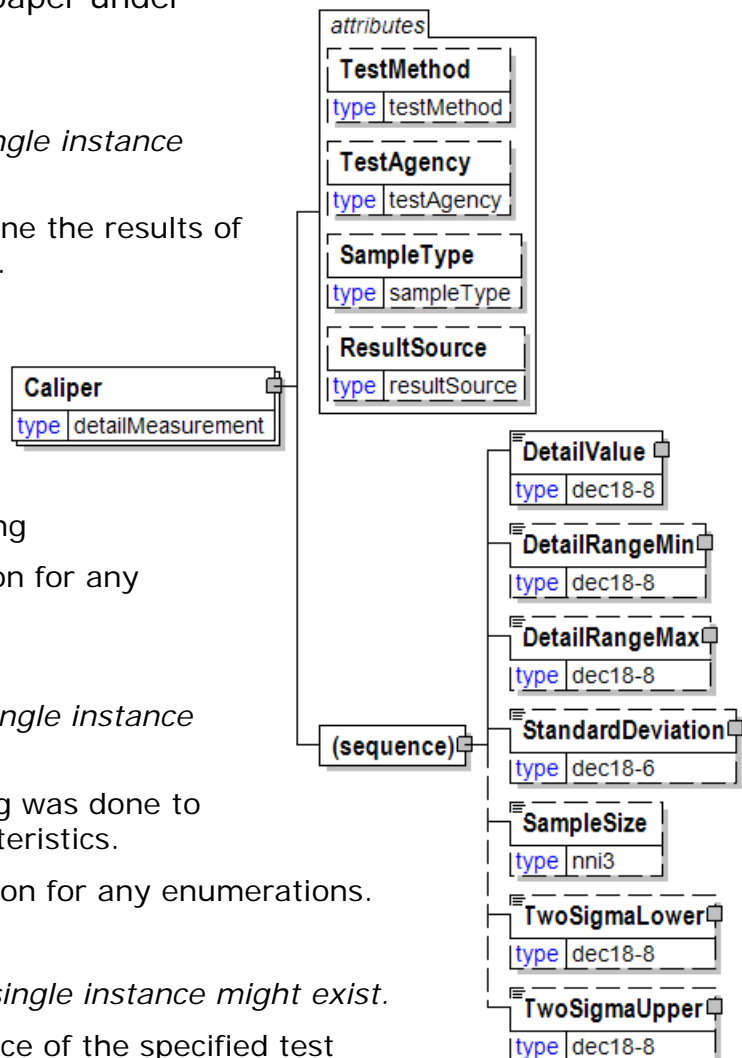 paper under
ngle instance
ne the results of
.
ng
on for any
ngle instance
g was done to
teristics.
on for any enumerations.
single instance might exist.
ce of the specified test
attributes
TestMethod
type testMethod
TestAgency
type testAgency
SampleType
type sampleType
ResultSource
type resultSource
Caliper
type detailMeasurement
(sequence)
DetailValue
type dec18-8
DetailRangeMin
type dec18-8
DetailRangeMax
type dec18-8
StandardDeviation
type dec18-6
SampleSize
type nni3
TwoSigmaLower
type dec18-8
TwoSigmaUpper
type dec18-8